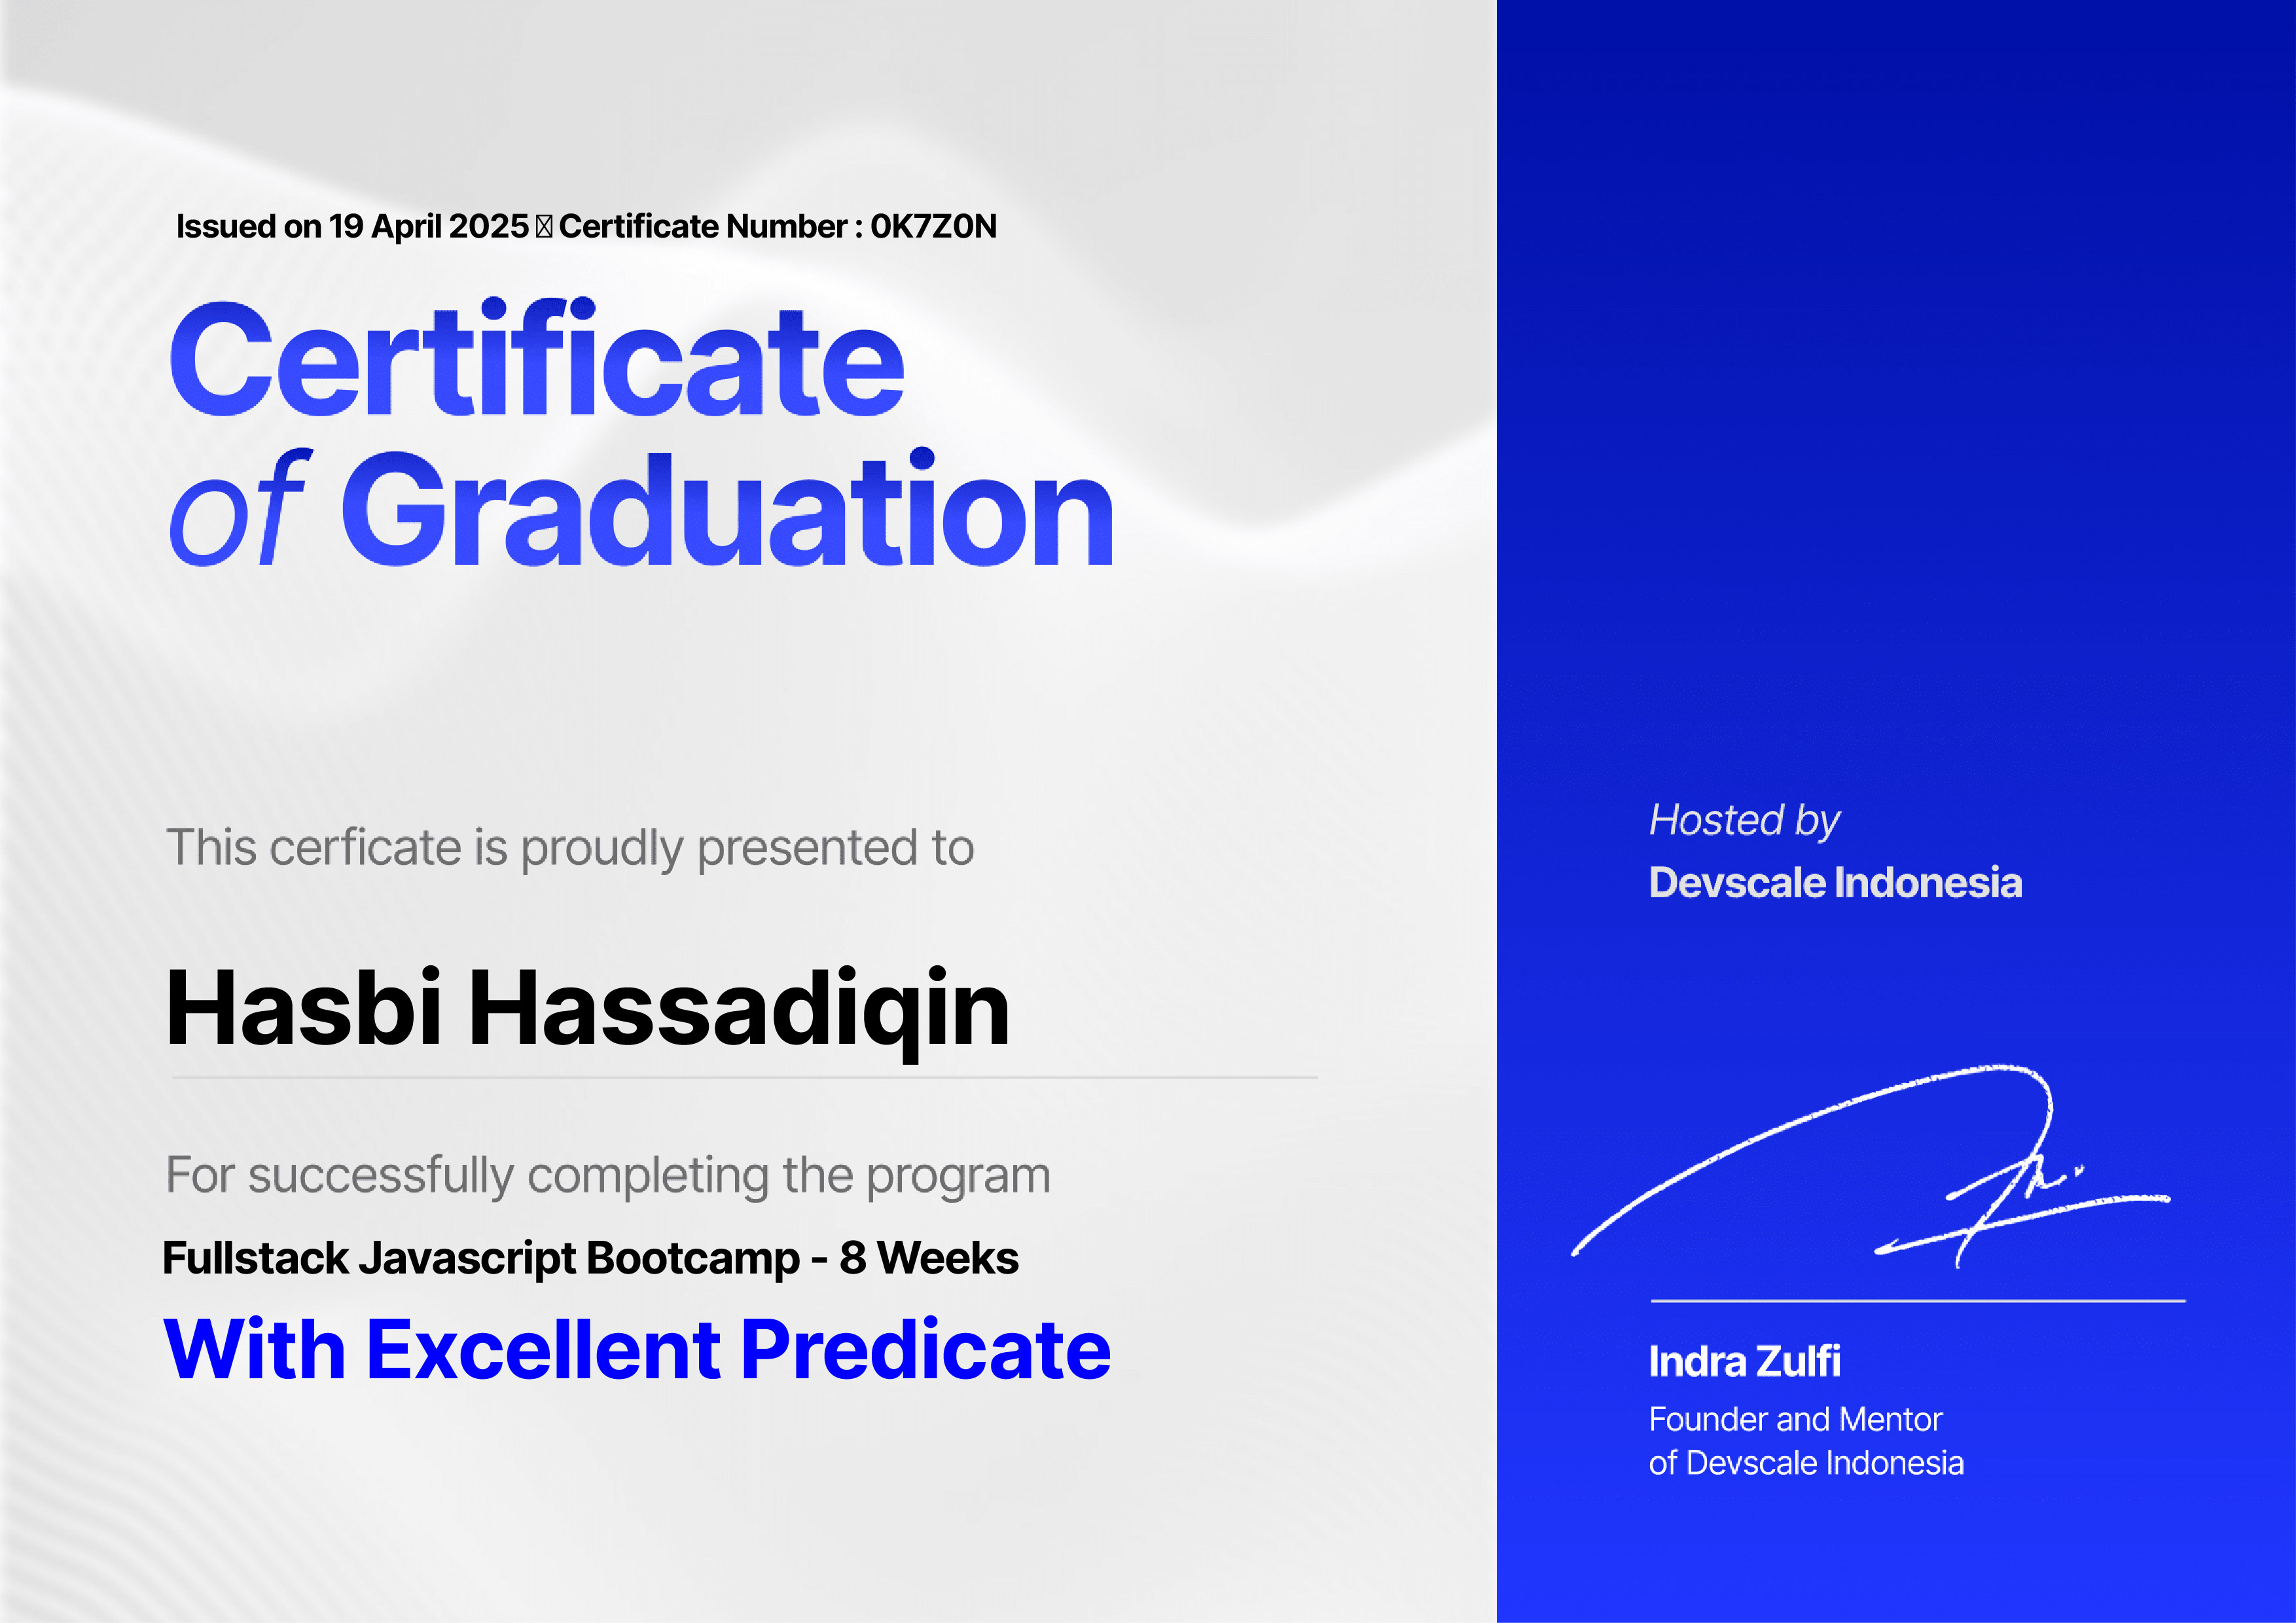 Issued on 19 April 2025 Certificate Number : 0K7Z0N
Certificate
of Graduation
This cerficate is proudly presented to
Hasbi Hassadiqin
For successfully completing the program
Fullstack Javascript Bootcamp - 8 Weeks
With Excellent Predicate
Hosted by
Devscale Indonesia
Indra Zulfi
Founder and Mentor
of Devscale Indonesia